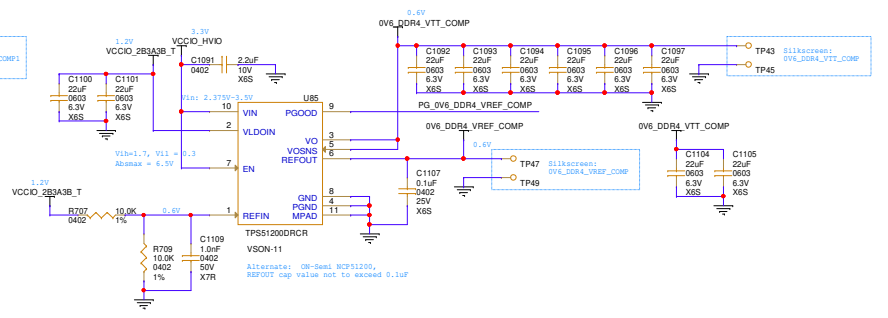 0.6V
0V6_DDR4_VTT_COMP
COMP1
1.2V
VCCIO_2B3A3B_T
3.3V
VCCIO_HVIO
C1091
0402
2.2uF
10V
X6S
C1100
22uF
0603
6.3V
X6S
C1101
22uF
0603
6.3V
X6S
C1092
22uF
0603
6.3V
X6S
C1093
22uF
0603
6.3V
X6S
C1094
22uF
0603
6.3V
X6S
C1095
22uF
0603
6.3V
X6S
C1096
22uF
0603
6.3V
X6S
C1097
22uF
0603
6.3V
X6S
TP43
TP45
Silkscreen:
0V6_DDR4_VTT_COMP
Vin: 2.375V-3.5V
U85
10
VIN
2
VLDOIN
7
EN
1
REFIN
PGOOD
9
VO
3
VOSNS
5
REFOUT
6
GND
8
PGND
4
MPAD
11
TPS51200DRCR
VSON-11
PG_0V6_DDR4_VREF_COMP
0V6_DDR4_VREF_COMP
0.6V
Vih=1.7, Vil = 0.3
Absmax = 6.5V
C1107
0.1uF
0402
25V
X6S
TP47
TP49
Silkscreen:
0V6_DDR4_VREF_COMP
0V6_DDR4_VTT_COMP
C1104
22uF
0603
6.3V
X6S
C1105
22uF
0603
6.3V
X6S
1.2V
VCCIO_2B3A3B_T
R707
0402
10.0K
1%
0.6V
R709
10.0K
0402
1%
C1109
1.0nF
0402
50V
X7R
Alternate: ON-Semi NCP51200,
REFOUT cap value not to exceed 0.1uF